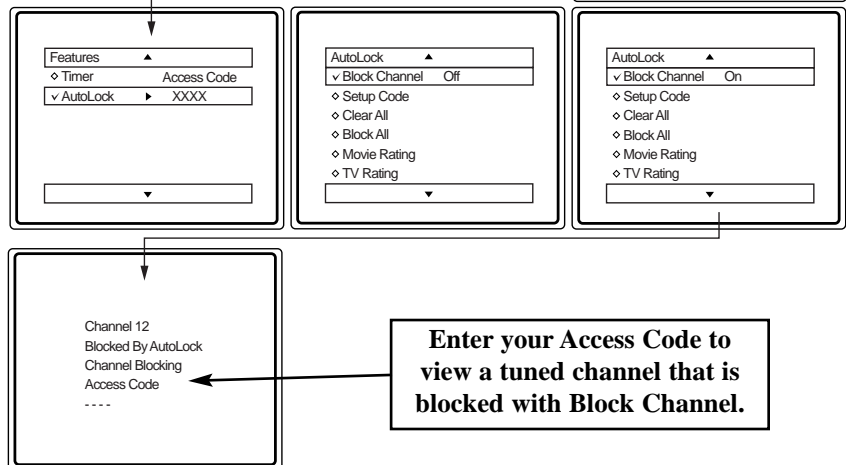 Features ▲
◇ Timer Access Code
✓ AutoLock ▶ XXXX
▼
AutoLock ▲
✓ Block Channel Off
◇ Setup Code
◇ Clear All
◇ Block All
◇ Movie Rating
◇ TV Rating
▼
AutoLock ▲
✓ Block Channel On
◇ Setup Code
◇ Clear All
◇ Block All
◇ Movie Rating
◇ TV Rating
▼
Channel 12
Blocked By AutoLock
Channel Blocking
Access Code
- - - -
Enter your Access Code to
view a tuned channel that is
blocked with Block Channel.